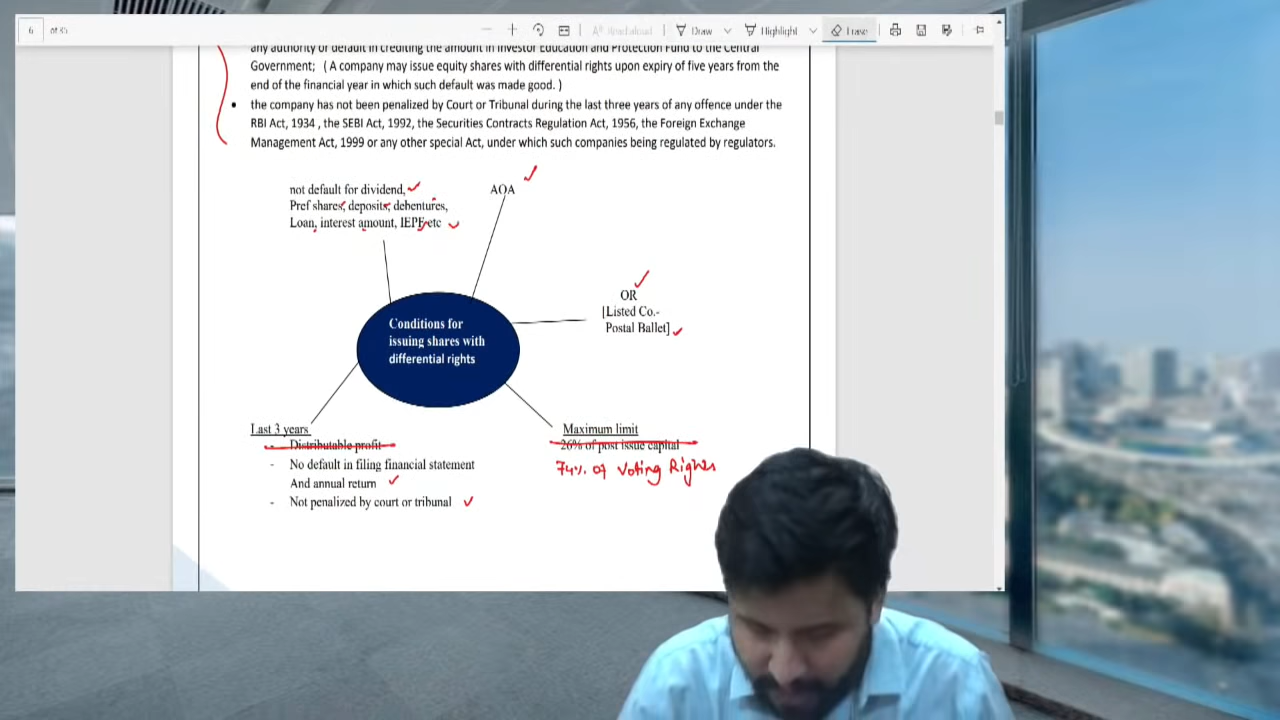 6 of 35
Draw
Highlight
Erase
any authority or default in crediting the amount in Investor Education and Protection Fund to the Central
Government; ( A company may issue equity shares with differential rights upon expiry of five years from the
end of the financial year in which such default was made good. )
• the company has not been penalized by Court or Tribunal during the last three years of any offence under the
RBI Act, 1934 , the SEBI Act, 1992, the Securities Contracts Regulation Act, 1956, the Foreign Exchange
Management Act, 1999 or any other special Act, under which such companies being regulated by regulators.
not default for dividend,
Pref shares, deposits, debentures,
Loan, interest amount, IEPF etc
AOA
OR
[Listed Co.-
Postal Ballet]
Conditions for
issuing shares with
differential rights
Last 3 years
- Distributable profit
- No default in filing financial statement
And annual return
- Not penalized by court or tribunal
Maximum limit
26% of post issue capital
74% of Voting Rights